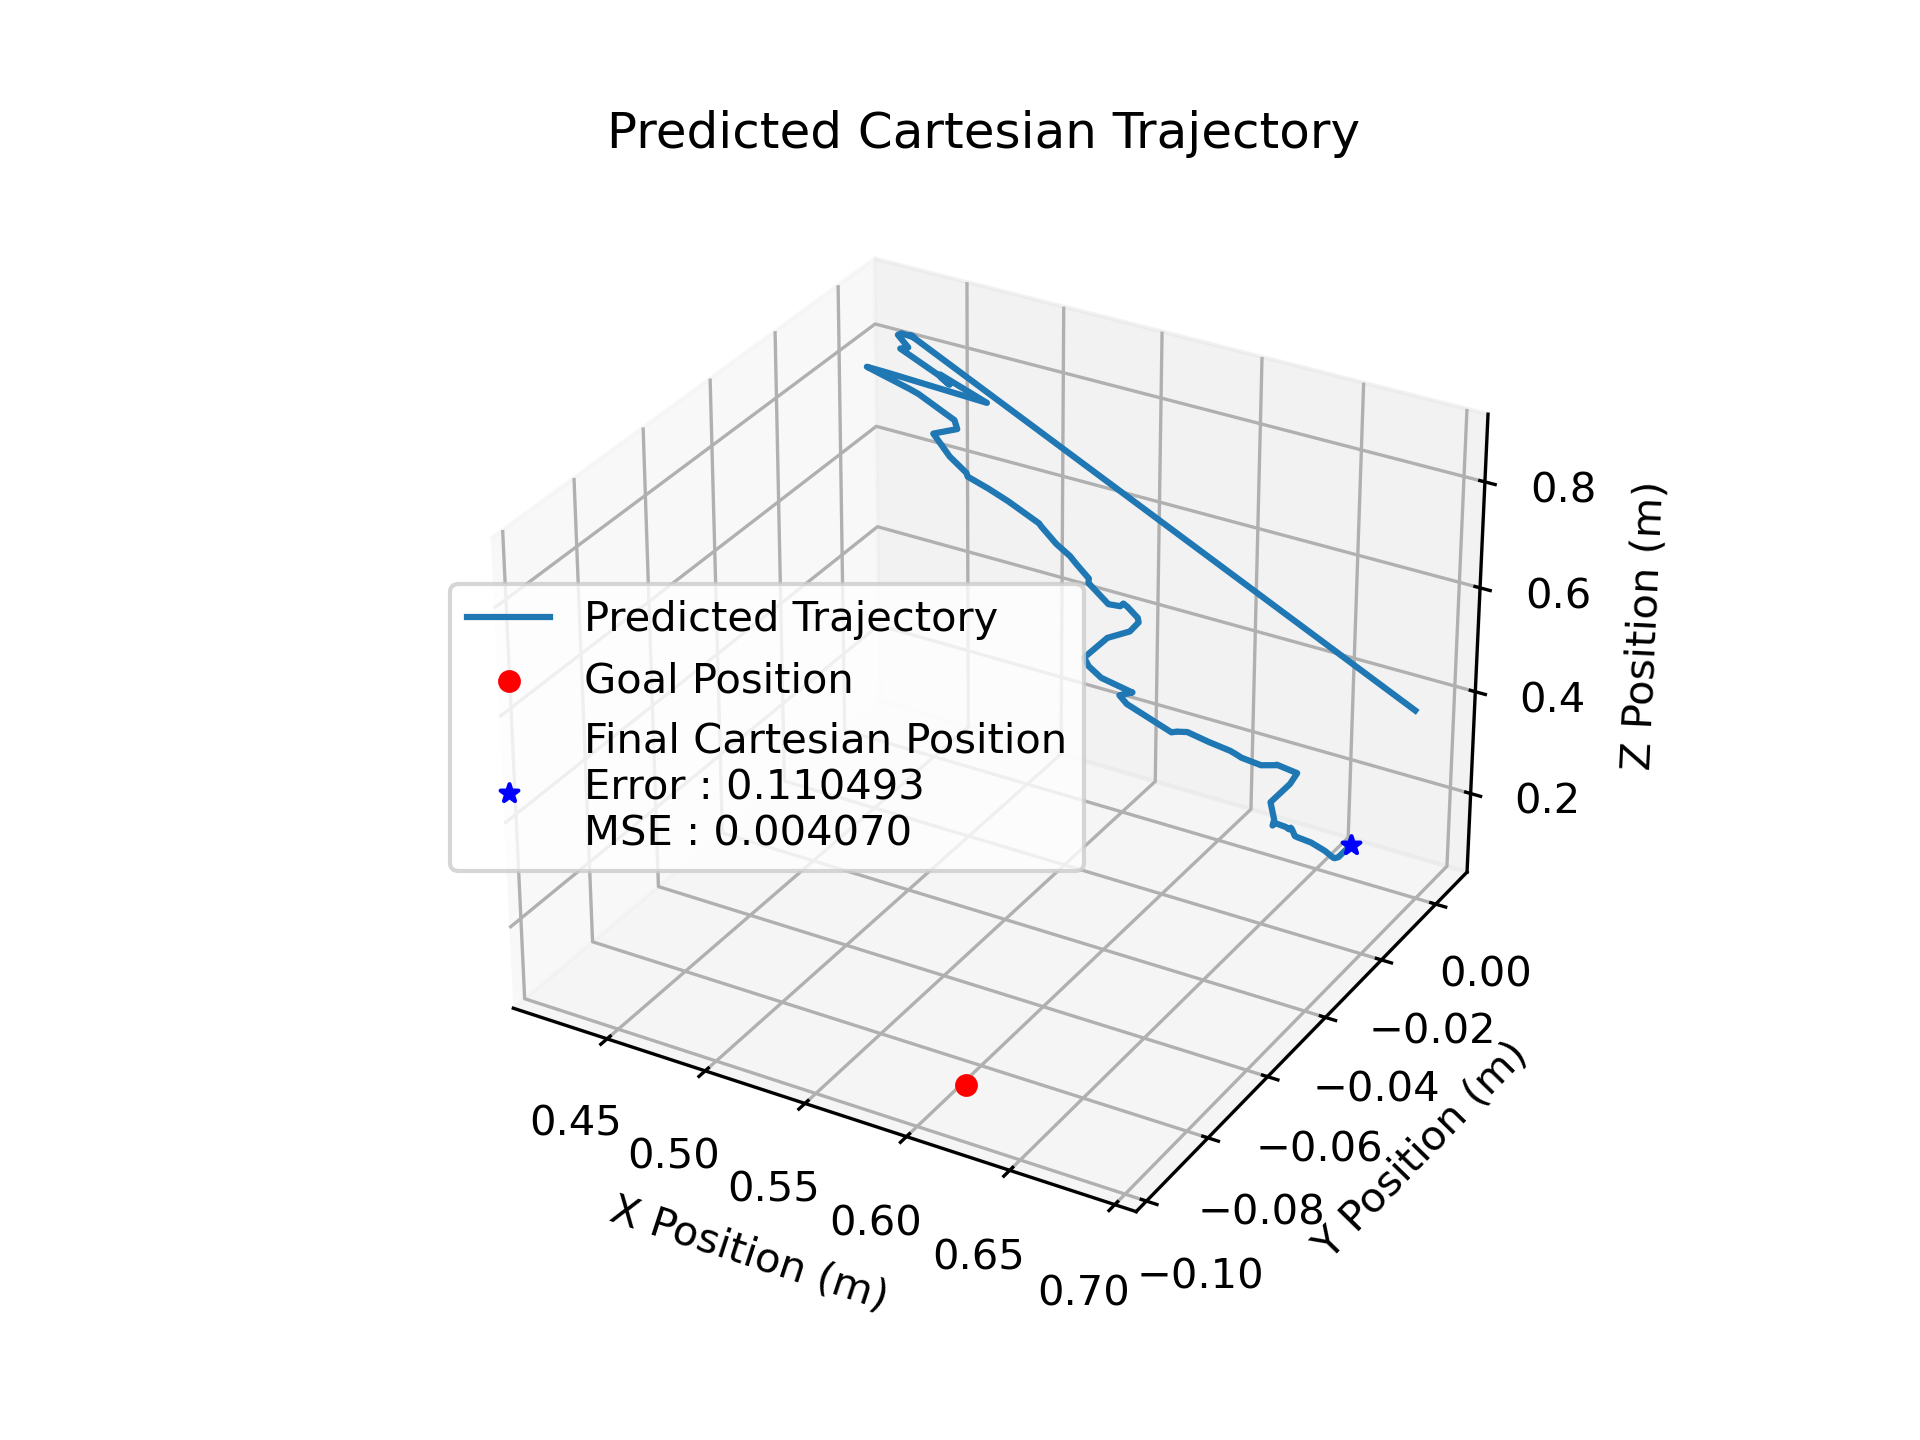 Predicted Cartesian Trajectory
Predicted Trajectory
Goal Position
Final Cartesian Position
Error : 0.110493
MSE : 0.004070
0.8
0.6
0.4
0.2
Z Position (m)
0.00
−0.02
−0.04
−0.06
−0.08
−0.10
Y Position (m)
0.45
0.50
0.55
0.60
0.65
0.70
X Position (m)